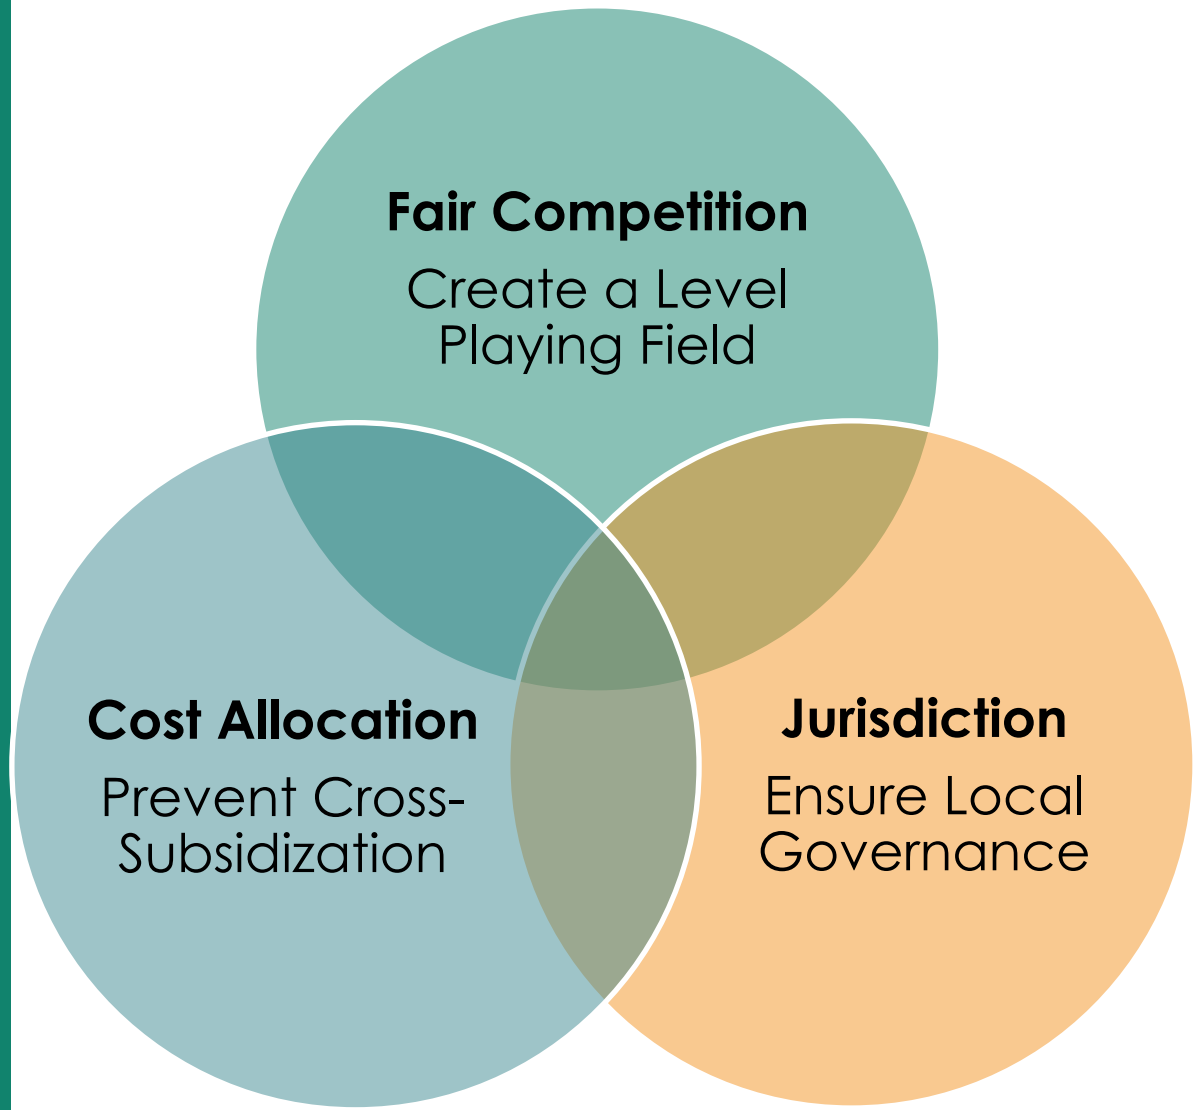 Fair Competition
Create a Level
Playing Field
Cost Allocation
Prevent Cross-
Subsidization
Jurisdiction
Ensure Local
Governance